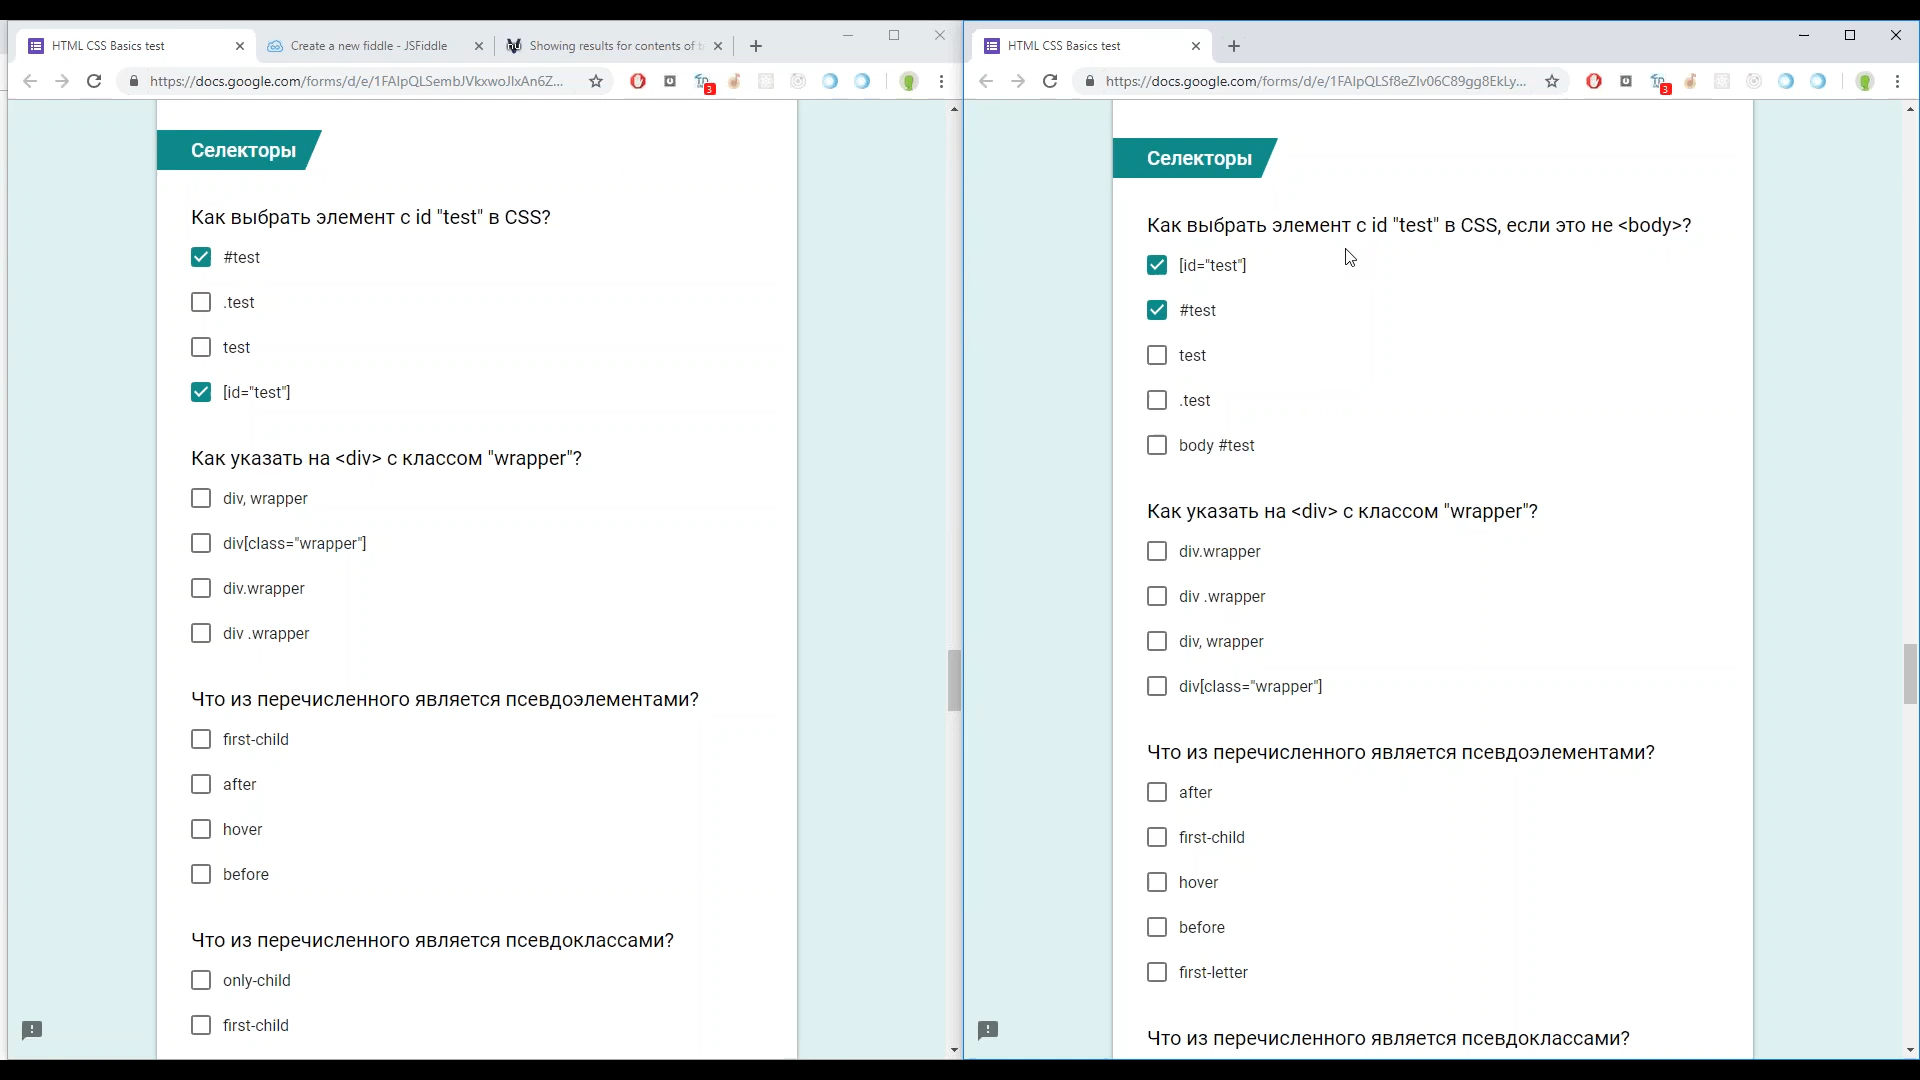 HTML CSS Basics test
Create a new fiddle - JSFiddle
Showing results for contents of
https://docs.google.com/forms/d/e/1FAIpQLSembJVkxwoJlxAn6Z...
3
Селекторы
Как выбрать элемент с id "test" в CSS?
#test
.test
test
[id="test"]
Как указать на <div> с классом "wrapper"?
div, wrapper
div[class="wrapper"]
div.wrapper
div .wrapper
Что из перечисленного является псевдоэлементами?
first-child
after
hover
before
Что из перечисленного является псевдоклассами?
only-child
first-child
HTML CSS Basics test
https://docs.google.com/forms/d/e/1FAIpQLSf8eZIv06C89gg8EkLy...
3
Селекторы
Как выбрать элемент с id "test" в CSS, если это не <body>?
[id="test"]
#test
test
.test
body #test
Как указать на <div> с классом "wrapper"?
div.wrapper
div .wrapper
div, wrapper
div[class="wrapper"]
Что из перечисленного является псевдоэлементами?
after
first-child
hover
before
first-letter
Что из перечисленного является псевдоклассами?